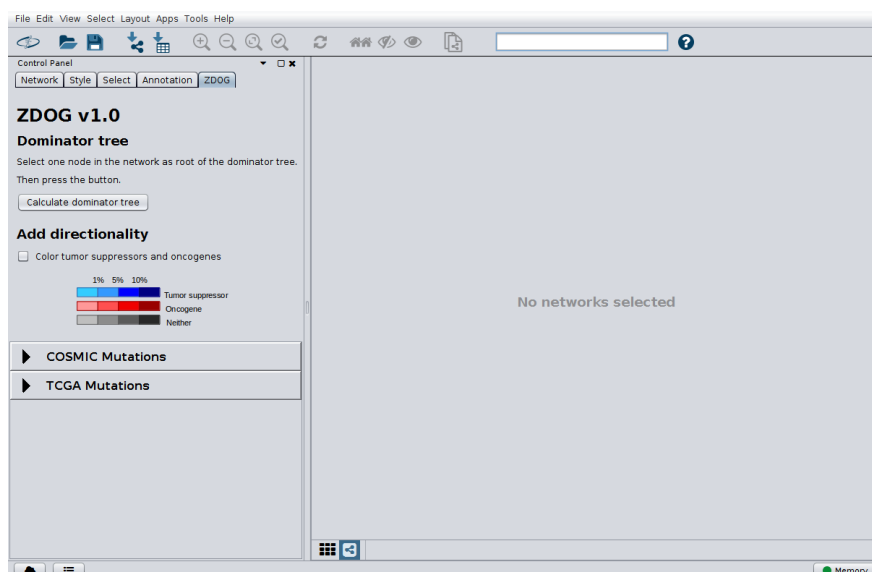 File Edit View Select Layout Apps Tools Help
Control Panel
Network Style Select Annotation ZDOG
ZDOG v1.0
Dominator tree
Select one node in the network as root of the dominator tree.
Then press the button.
Calculate dominator tree
Add directionality
Color tumor suppressors and oncogenes
1% 5% 10%
Tumor suppressor
Oncogene
Neither
COSMIC Mutations
TCGA Mutations
No networks selected
Memory